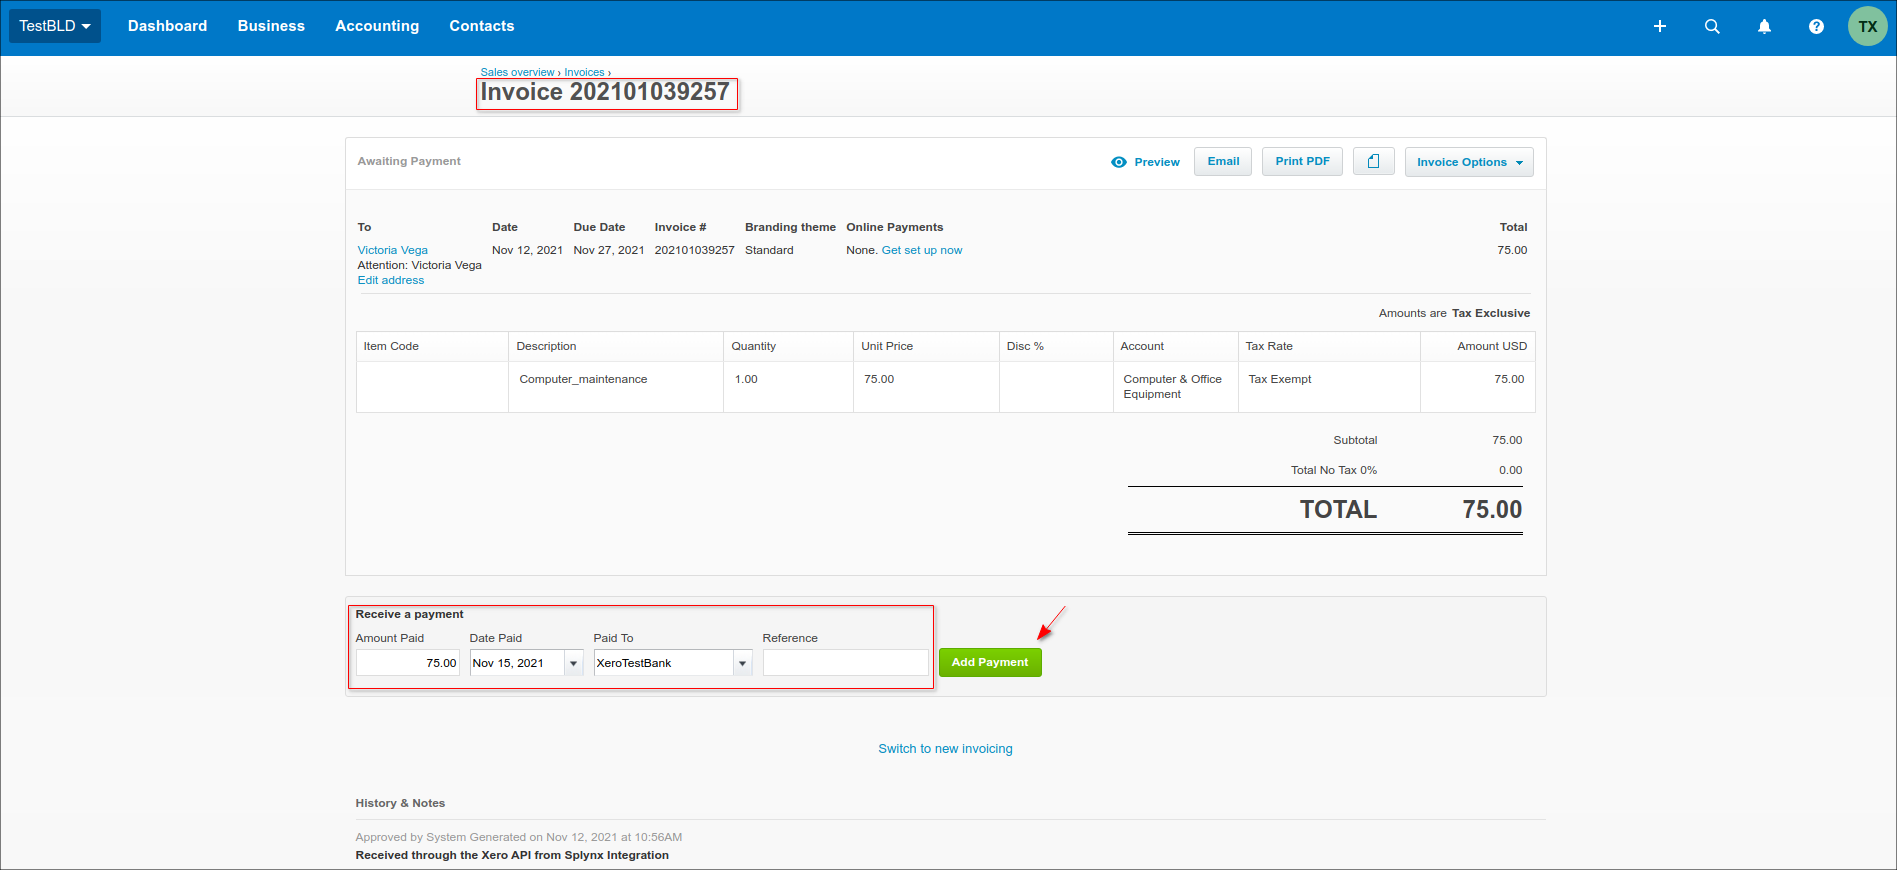 TestBLD Dashboard Business Accounting Contacts TX
Sales overview › Invoices ›
Invoice 202101039257
Awaiting Payment Preview Email Print PDF Invoice Options
To Date Due Date Invoice # Branding theme Online Payments Total
Victoria Vega Nov 12, 2021 Nov 27, 2021 202101039257 Standard None. Get set up now 75.00
Attention: Victoria Vega
Edit address
Amounts are Tax Exclusive
Item Code Description Quantity Unit Price Disc % Account Tax Rate Amount USD
Computer_maintenance 1.00 75.00 Computer & Office Tax Exempt 75.00
Equipment
Subtotal 75.00
Total No Tax 0% 0.00
TOTAL 75.00
Receive a payment
Amount Paid Date Paid Paid To Reference
75.00 Nov 15, 2021 XeroTestBank Add Payment
Switch to new invoicing
History & Notes
Approved by System Generated on Nov 12, 2021 at 10:56AM
Received through the Xero API from Splynx Integration